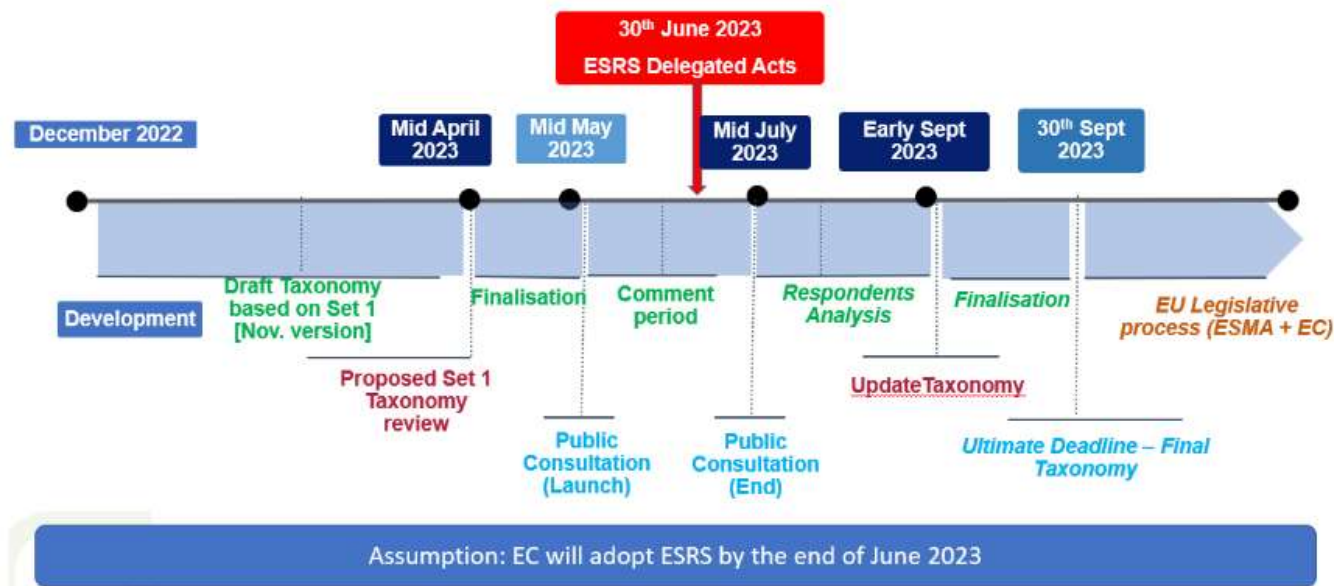 30th June 2023
ESRS Delegated Acts
December 2022
Mid April
2023
Mid May
2023
Mid July
2023
Early Sept
2023
30th Sept
2023
Development
Draft Taxonomy
based on Set 1
[Nov. version]
Finalisation
Comment
period
Respondents
Analysis
Finalisation
EU Legislative
process (ESMA + EC)
Proposed Set 1
Taxonomy
review
UpdateTaxonomy
Public
Consultation
(Launch)
Public
Consultation
(End)
Ultimate Deadline – Final
Taxonomy
Assumption: EC will adopt ESRS by the end of June 2023